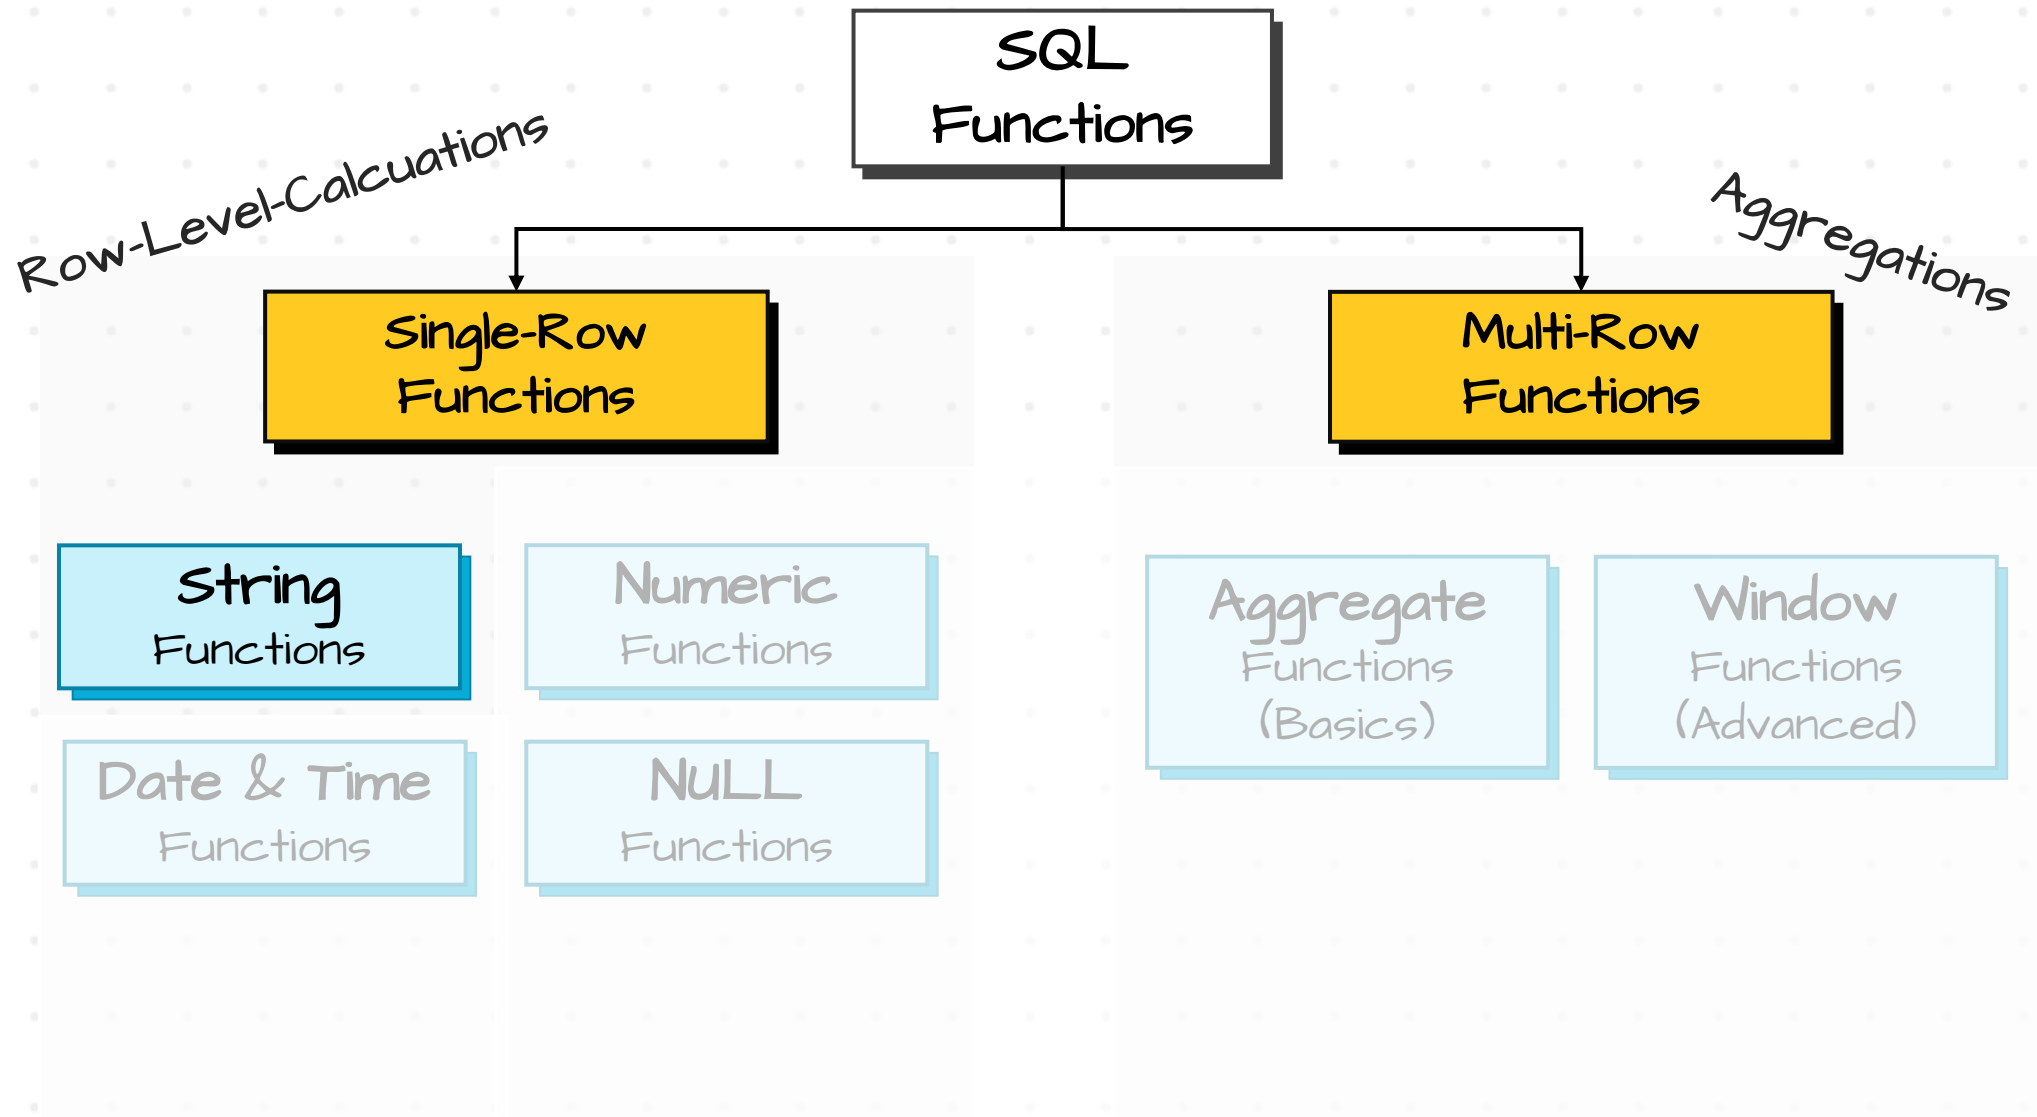 SQL
Functions
Row-Level-Calcuations
Aggregations
Single-Row
Functions
Multi-Row
Functions
String
Functions
Numeric
Functions
Date & Time
Functions
NULL
Functions
Aggregate
Functions
(Basics)
Window
Functions
(Advanced)